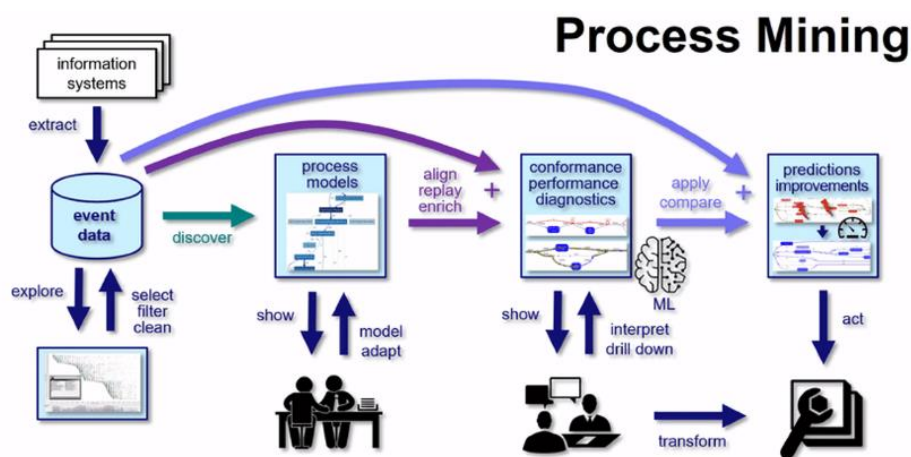 Process Mining
information
systems
extract
event
data
discover
explore
select
filter
clean
process
models
align
replay
enrich
+
show
model
adapt
conformance
performance
diagnostics
ML
apply
compare
+
show
interpret
drill down
predictions
improvements
act
transform